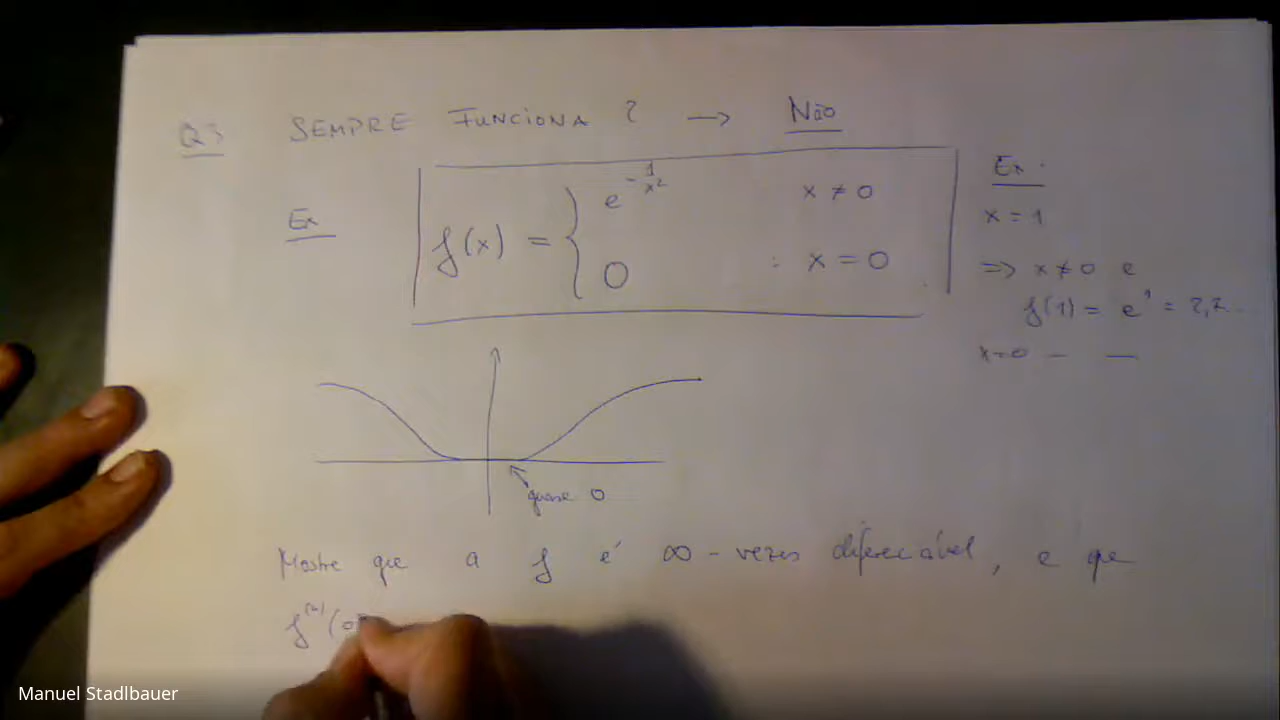 Q: SEMPRE FUNCIONA ? → Não
Ex
f(x) = { e^{-1/x²} x ≠ 0
0 : x = 0
Ex.
x = 1
=> x ≠ 0 e
f(1) = e¹ = 2,7..
x=0 — —
quase 0
Mostre que a f é ∞ - vezes diferenciável, e que
f^{(k)}(0)
Manuel Stadlbauer